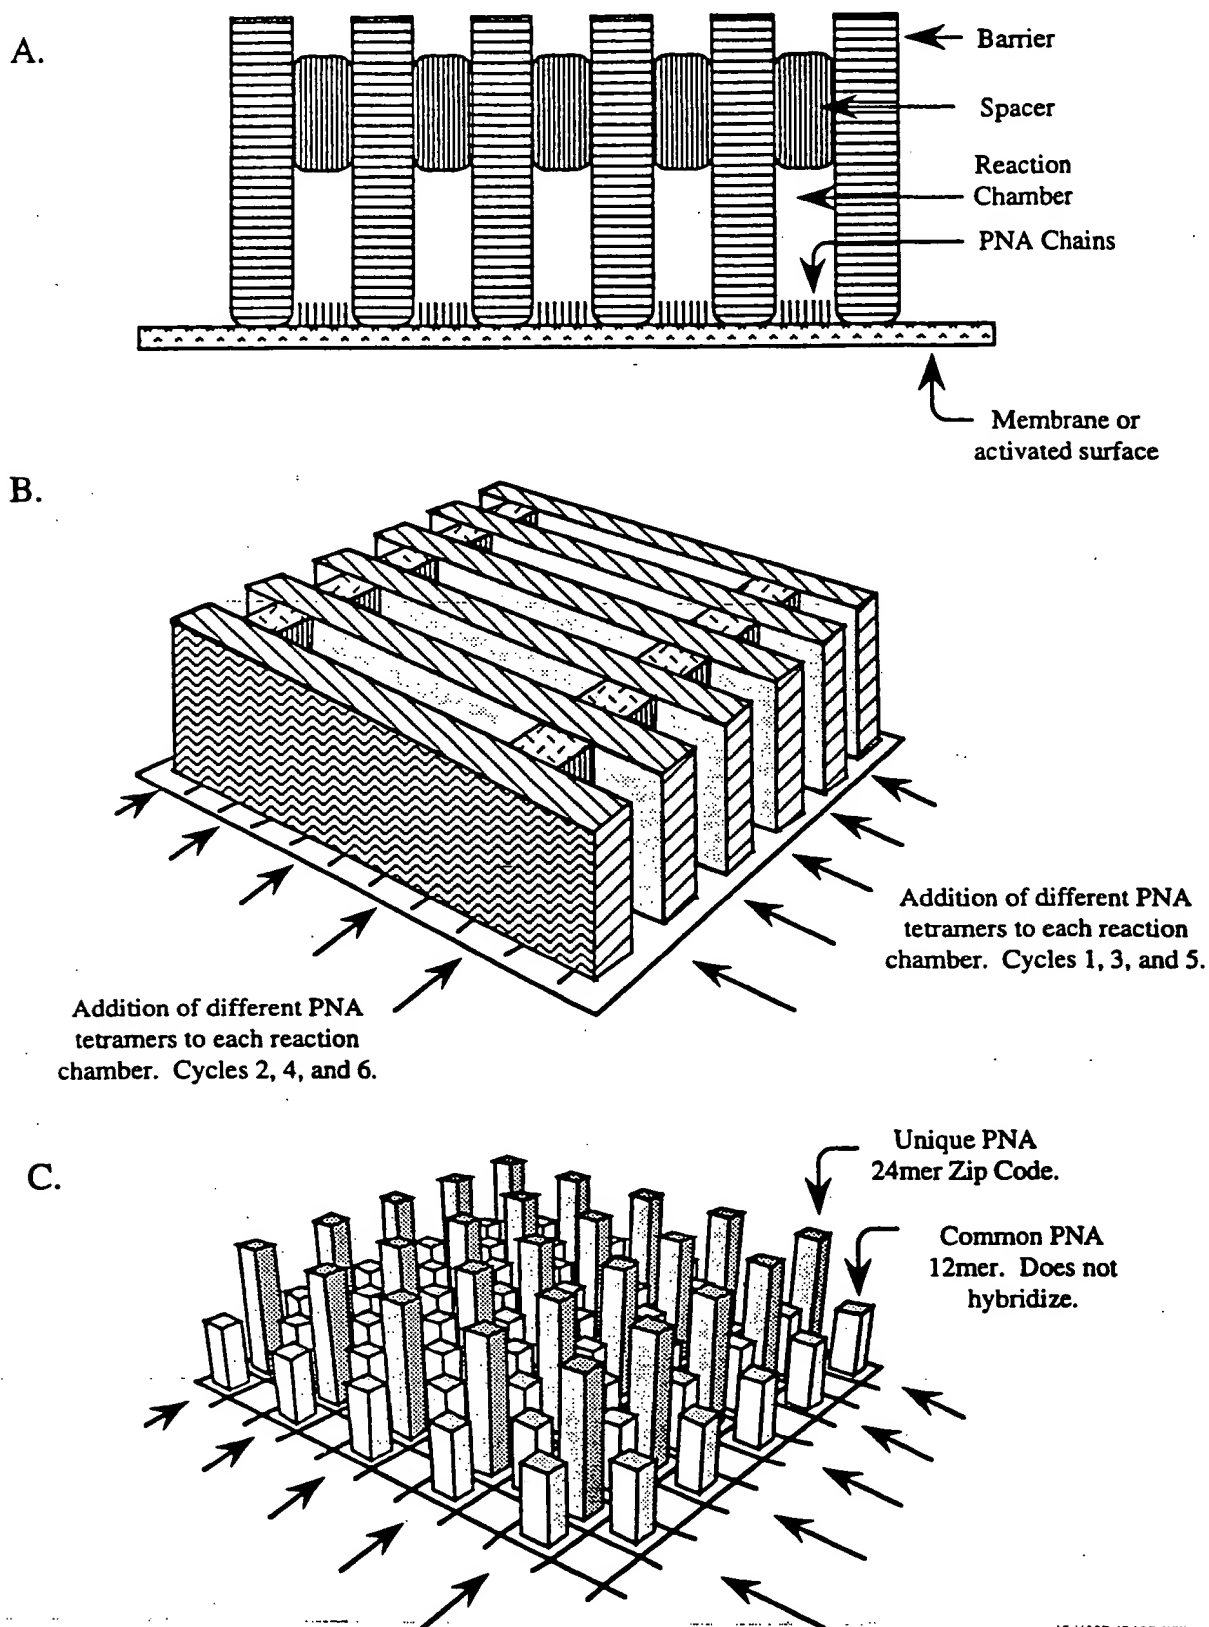 A.
Barrier
Spacer
Reaction
Chamber
PNA Chains
Membrane or
activated surface
B.
Addition of different PNA
tetramers to each reaction
chamber. Cycles 1, 3, and 5.
Addition of different PNA
tetramers to each reaction
chamber. Cycles 2, 4, and 6.
C.
Unique PNA
24mer Zip Code.
Common PNA
12mer. Does not
hybridize.